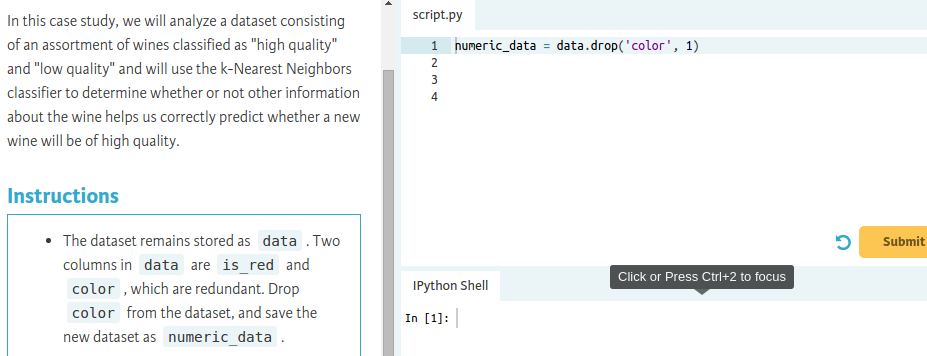 In this case study, we will analyze a dataset consisting
of an assortment of wines classified as "high quality"
and "low quality" and will use the k-Nearest Neighbors
classifier to determine whether or not other information
about the wine helps us correctly predict whether a new
wine will be of high quality.
Instructions
• The dataset remains stored as data . Two
columns in data are is_red and
color , which are redundant. Drop
color from the dataset, and save the
new dataset as numeric_data .
script.py
1 numeric_data = data.drop('color', 1)
2
3
4
Submit
Click or Press Ctrl+2 to focus
IPython Shell
In [1]: